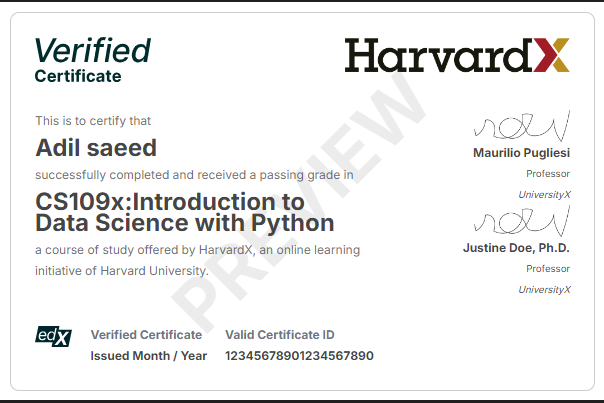 Verified
Certificate
HarvardX
This is to certify that
Adil saeed
successfully completed and received a passing grade in
CS109x:Introduction to
Data Science with Python
a course of study offered by HarvardX, an online learning
initiative of Harvard University.
PREVIEW
Maurilio Pugliesi
Professor
UniversityX
Justine Doe, Ph.D.
Professor
UniversityX
edX
Verified Certificate
Issued Month / Year
Valid Certificate ID
12345678901234567890